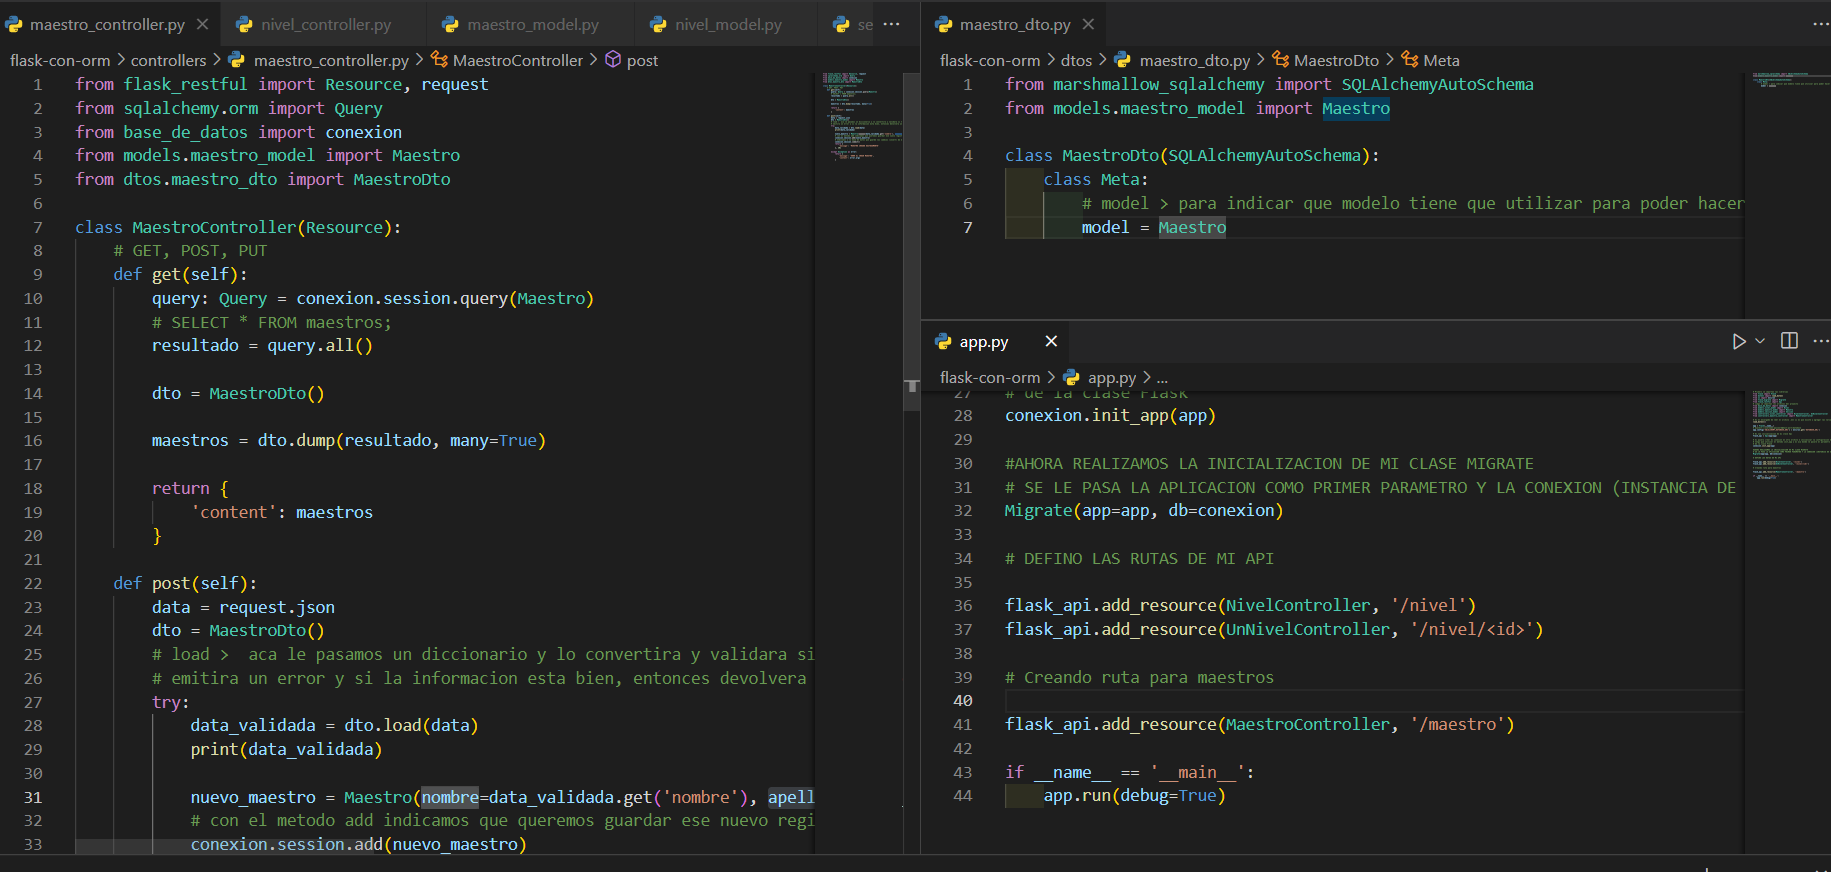 maestro_controller.py
nivel_controller.py
maestro_model.py
nivel_model.py
se
flask-con-orm > controllers > maestro_controller.py > MaestroController > post
1 from flask_restful import Resource, request
2 from sqlalchemy.orm import Query
3 from base_de_datos import conexion
4 from models.maestro_model import Maestro
5 from dtos.maestro_dto import MaestroDto
6
7 class MaestroController(Resource):
8 # GET, POST, PUT
9 def get(self):
10 query: Query = conexion.session.query(Maestro)
11 # SELECT * FROM maestros;
12 resultado = query.all()
13
14 dto = MaestroDto()
15
16 maestros = dto.dump(resultado, many=True)
17
18 return {
19 'content': maestros
20 }
21
22 def post(self):
23 data = request.json
24 dto = MaestroDto()
25 # load > aca le pasamos un diccionario y lo convertira y validara si
26 # emitira un error y si la informacion esta bien, entonces devolvera
27 try:
28 data_validada = dto.load(data)
29 print(data_validada)
30
31 nuevo_maestro = Maestro(nombre=data_validada.get('nombre'), apell
32 # con el metodo add indicamos que queremos guardar ese nuevo regi
33 conexion.session.add(nuevo_maestro)
maestro_dto.py
flask-con-orm > dtos > maestro_dto.py > MaestroDto > Meta
1 from marshmallow_sqlalchemy import SQLAlchemyAutoSchema
2 from models.maestro_model import Maestro
3
4 class MaestroDto(SQLAlchemyAutoSchema):
5 class Meta:
6 # model > para indicar que modelo tiene que utilizar para poder hacer
7 model = Maestro
app.py
flask-con-orm > app.py > ...
27 # de la clase Flask
28 conexion.init_app(app)
29
30 #AHORA REALIZAMOS LA INICIALIZACION DE MI CLASE MIGRATE
31 # SE LE PASA LA APLICACION COMO PRIMER PARAMETRO Y LA CONEXION (INSTANCIA DE
32 Migrate(app=app, db=conexion)
33
34 # DEFINO LAS RUTAS DE MI API
35
36 flask_api.add_resource(NivelController, '/nivel')
37 flask_api.add_resource(UnNivelController, '/nivel/<id>')
38
39 # Creando ruta para maestros
40
41 flask_api.add_resource(MaestroController, '/maestro')
42
43 if __name__ == '__main__':
44 app.run(debug=True)